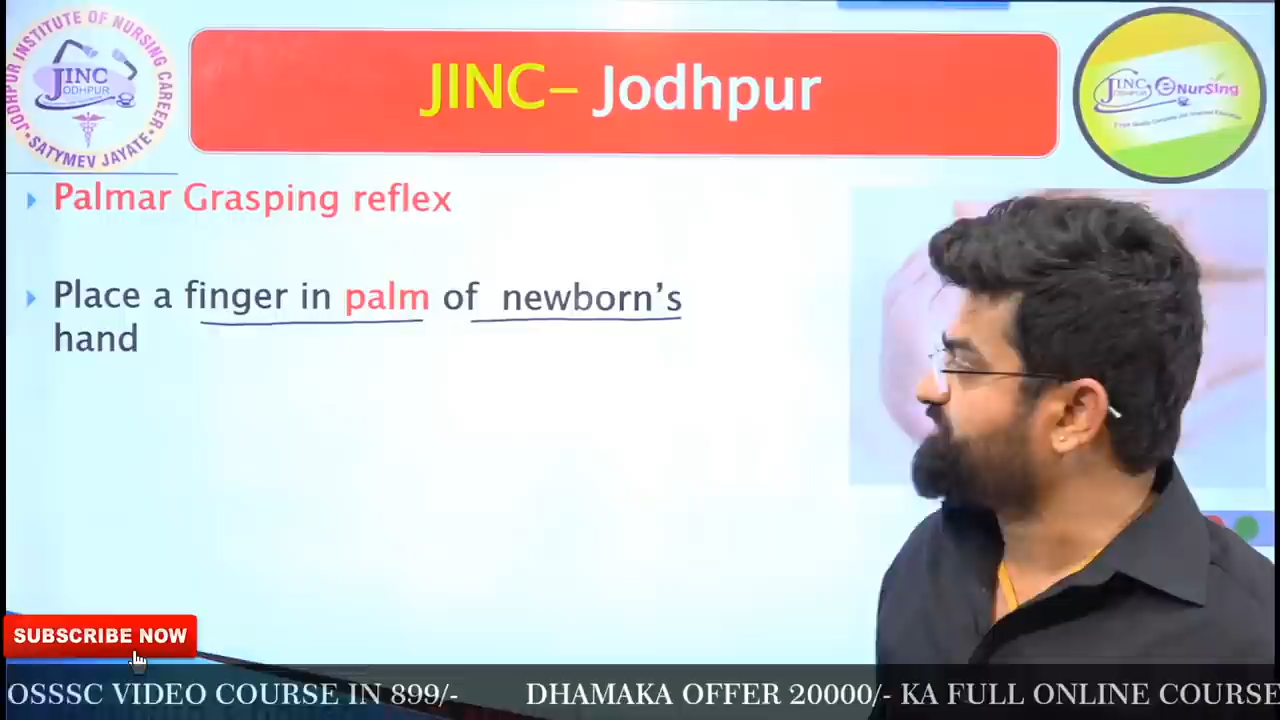 JODHPUR INSTITUTE OF NURSING CAREER
JINC
JODHPUR
• SATYMEV JAYATE •
JINC– Jodhpur
JINC
eNursing
Palmar Grasping reflex
Place a finger in palm of newborn's
hand
SUBSCRIBE NOW
OSSSC VIDEO COURSE IN 899/- DHAMAKA OFFER 20000/- KA FULL ONLINE COURSE